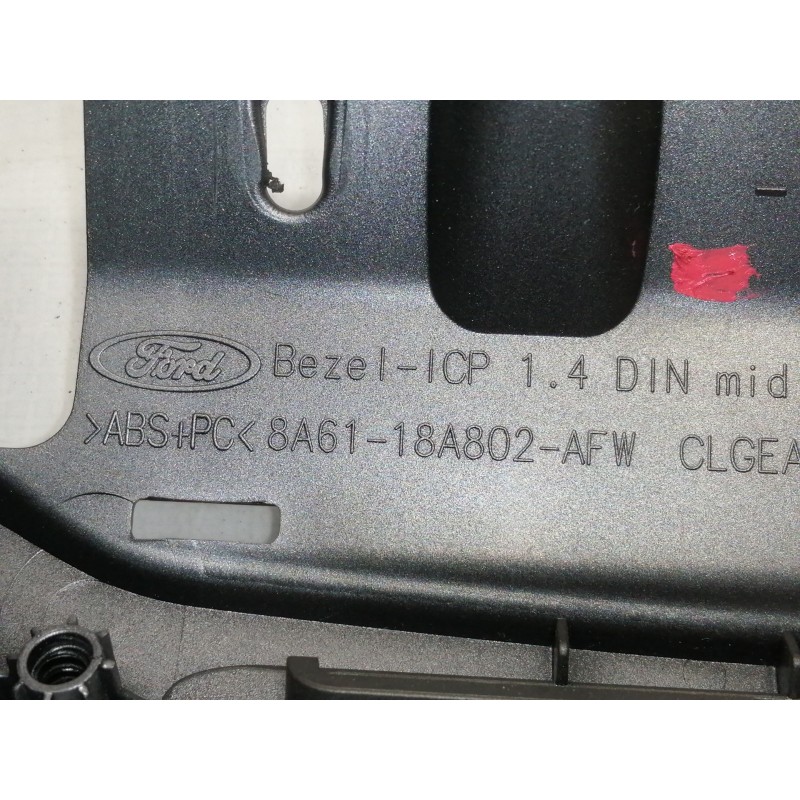 Ford Bezel-ICP 1.4 DIN mid
>ABS+PC< 8A61-18A802-AFW CLGEA